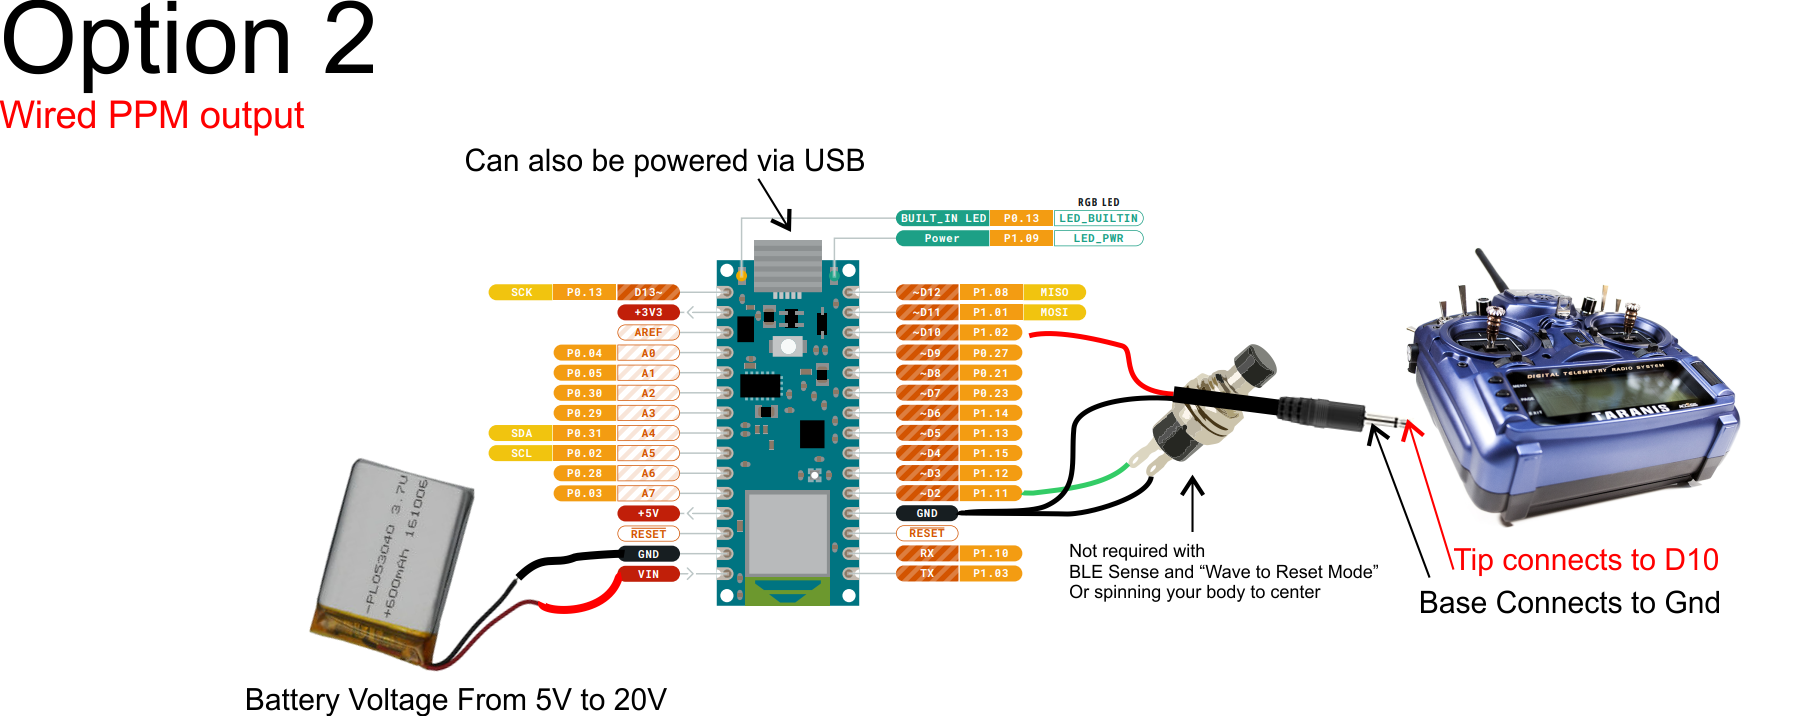 Option 2
Wired PPM output
Can also be powered via USB
RGB LED
BUILT_IN LED P0.13 LED_BUILTIN
Power P1.09 LED_PWR
SCK P0.13 D13~
+3V3
AREF
P0.04 A0
P0.05 A1
P0.30 A2
P0.29 A3
SDA P0.31 A4
SCL P0.02 A5
P0.28 A6
P0.03 A7
+5V
RESET
GND
VIN
~D12 P1.08 MISO
~D11 P1.01 MOSI
~D10 P1.02
~D9 P0.27
~D8 P0.21
~D7 P0.23
~D6 P1.14
~D5 P1.13
~D4 P1.15
~D3 P1.12
~D2 P1.11
GND
RESET
RX P1.10
TX P1.03
-PL053040 3.7V
+600mAh 161006
Battery Voltage From 5V to 20V
Not required with
BLE Sense and “Wave to Reset Mode”
Or spinning your body to center
DIGITAL TELEMETRY RADIO SYSTEM
MENU
PAGE
EXIT
TARANIS
Tip connects to D10
Base Connects to Gnd